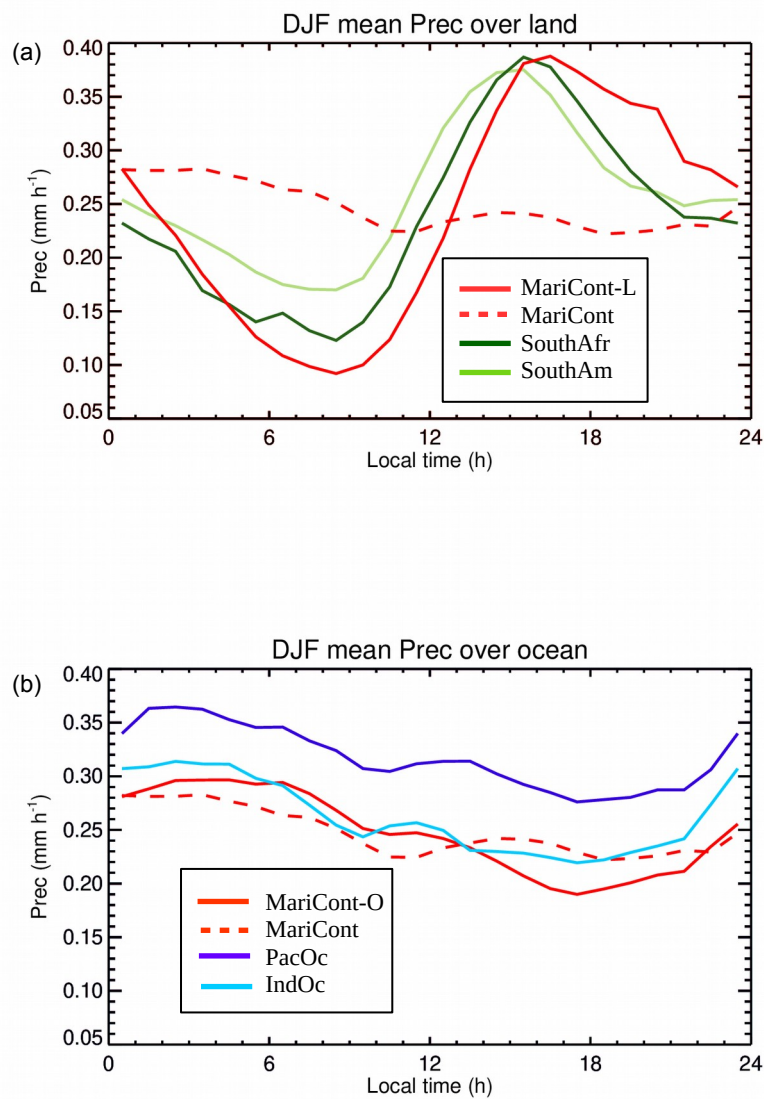 DJF mean Prec over land
(a)
0.40
0.35
0.30
0.25
0.20
0.15
0.10
0.05
Prec (mm h⁻¹)
MariCont-L
MariCont
SouthAfr
SouthAm
0 6 12 18 24
Local time (h)
DJF mean Prec over ocean
(b)
0.40
0.35
0.30
0.25
0.20
0.15
0.10
0.05
Prec (mm h⁻¹)
MariCont-O
MariCont
PacOc
IndOc
0 6 12 18 24
Local time (h)